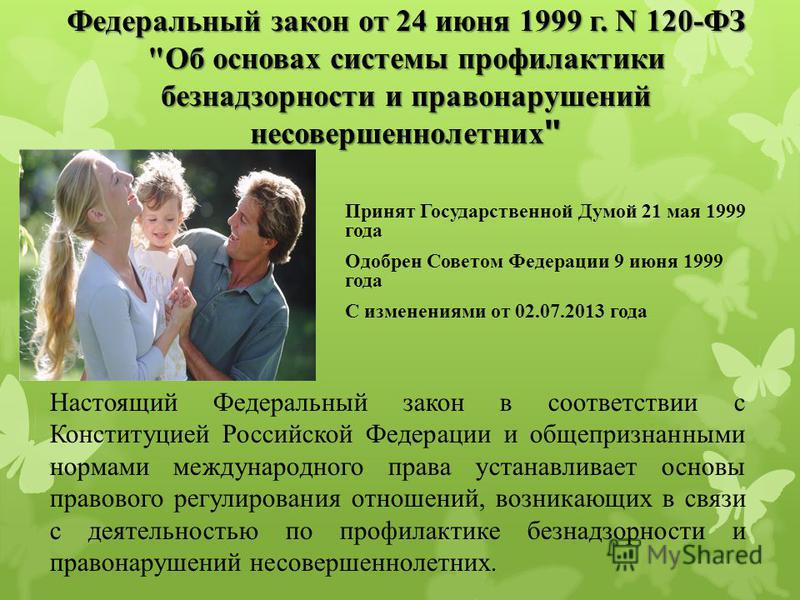 Федеральный закон от 24 июня 1999 г. N 120-ФЗ
"Об основах системы профилактики
безнадзорности и правонарушений
несовершеннолетних"
Принят Государственной Думой 21 мая 1999
года
Одобрен Советом Федерации 9 июня 1999
года
С изменениями от 02.07.2013 года
Настоящий Федеральный закон в соответствии с
Конституцией Российской Федерации и общепризнанными
нормами международного права устанавливает основы
правового регулирования отношений, возникающих в связи
с деятельностью по профилактике безнадзорности и
правонарушений несовершеннолетних.
MyShared